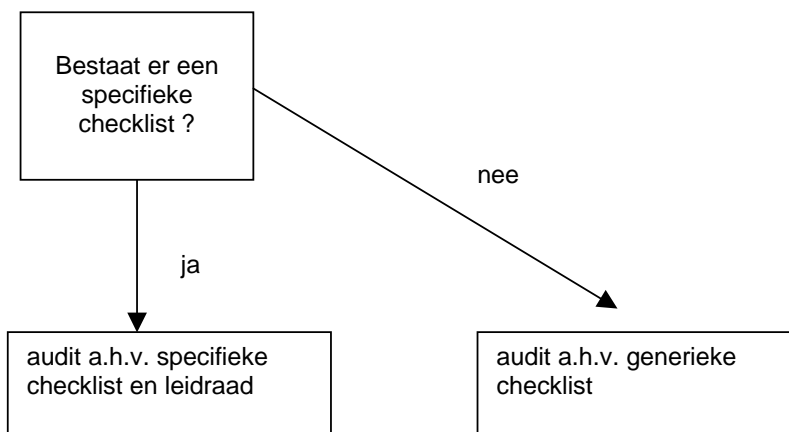 Bestaat er een
specifieke
checklist ?
nee
ja
audit a.h.v. specifieke
checklist en leidraad
audit a.h.v. generieke
checklist